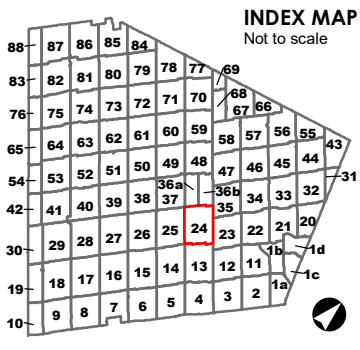 INDEX MAP
Not to scale
88 87 86 85 84
83 82 81 80 79 78 77 69
76 75 74 73 72 71 70 68 67 66
65 64 63 62 61 60 59 58 57 56 55 43
54 53 52 51 50 49 48 47 46 45 44 31
42 41 40 39 38 37 36a 36b 35 34 33 32
30 29 28 27 26 25 24 23 22 21 20
19 18 17 16 15 14 13 12 11 1b 1d 1c
10 9 8 7 6 5 4 3 2 1a